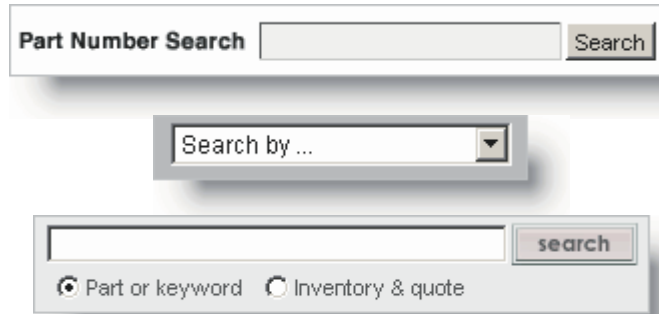 Part Number Search Search
Search by ...
search
Part or keyword Inventory & quote